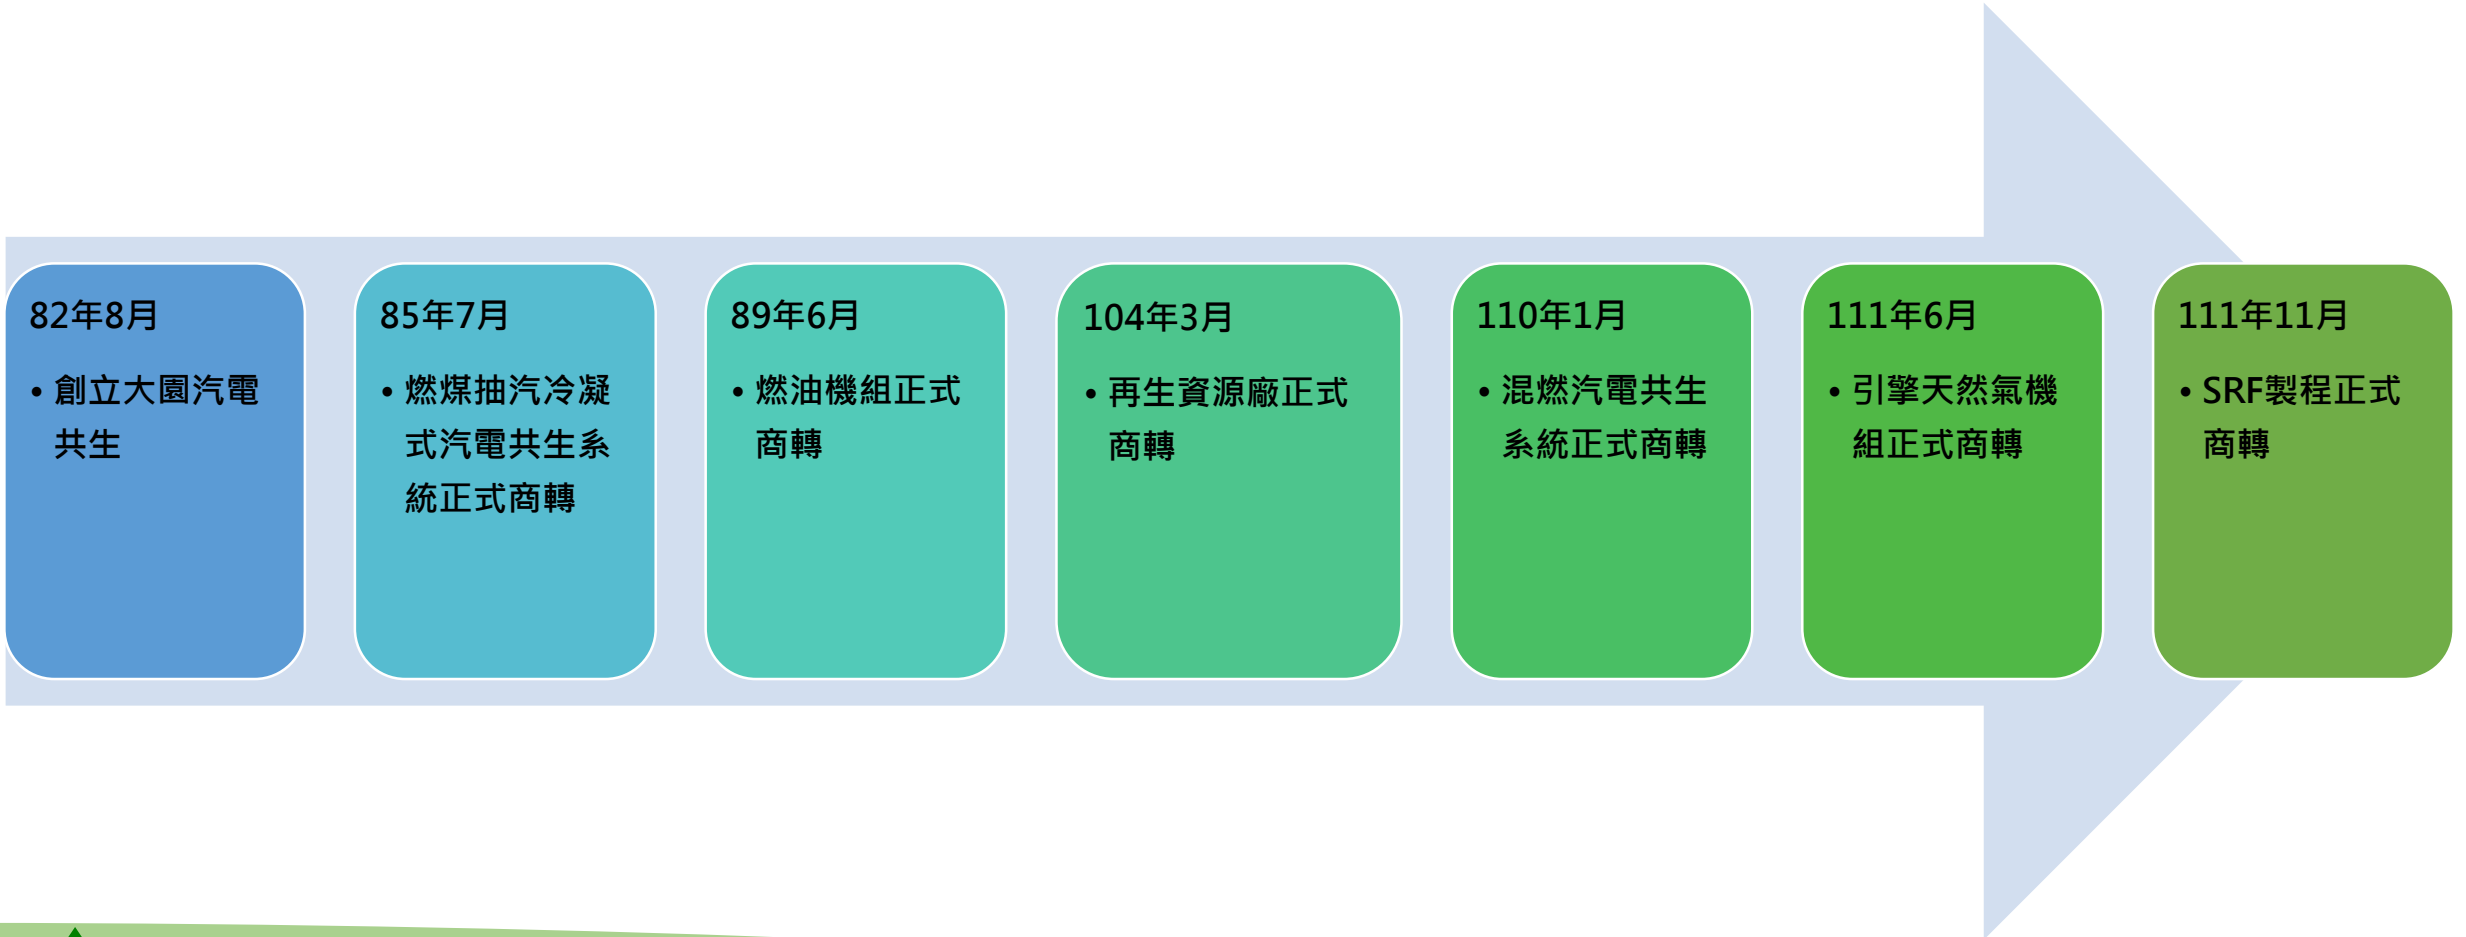 82年8月
• 創立大園汽電
共生
85年7月
• 燃煤抽汽冷凝
式汽電共生系
統正式商轉
89年6月
• 燃油機組正式
商轉
104年3月
• 再生資源廠正式
商轉
110年1月
• 混燃汽電共生
系統正式商轉
111年6月
• 引擎天然氣機
組正式商轉
111年11月
• SRF製程正式
商轉